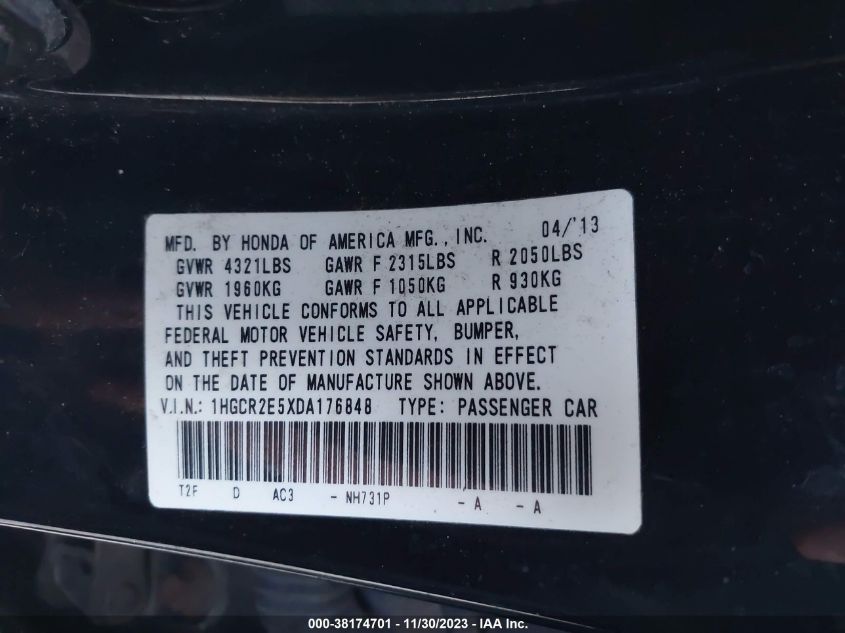 MFD. BY HONDA OF AMERICA MFG., INC. 04/'13
GVWR 4321LBS GAWR F 2315LBS R 2050LBS
GVWR 1960KG GAWR F 1050KG R 930KG
THIS VEHICLE CONFORMS TO ALL APPLICABLE
FEDERAL MOTOR VEHICLE SAFETY, BUMPER,
AND THEFT PREVENTION STANDARDS IN EFFECT
ON THE DATE OF MANUFACTURE SHOWN ABOVE.
V.I.N.: 1HGCR2E5XDA176848 TYPE: PASSENGER CAR
T2F D AC3 - NH731P - A - A
000-38174701 - 11/30/2023 - IAA Inc.